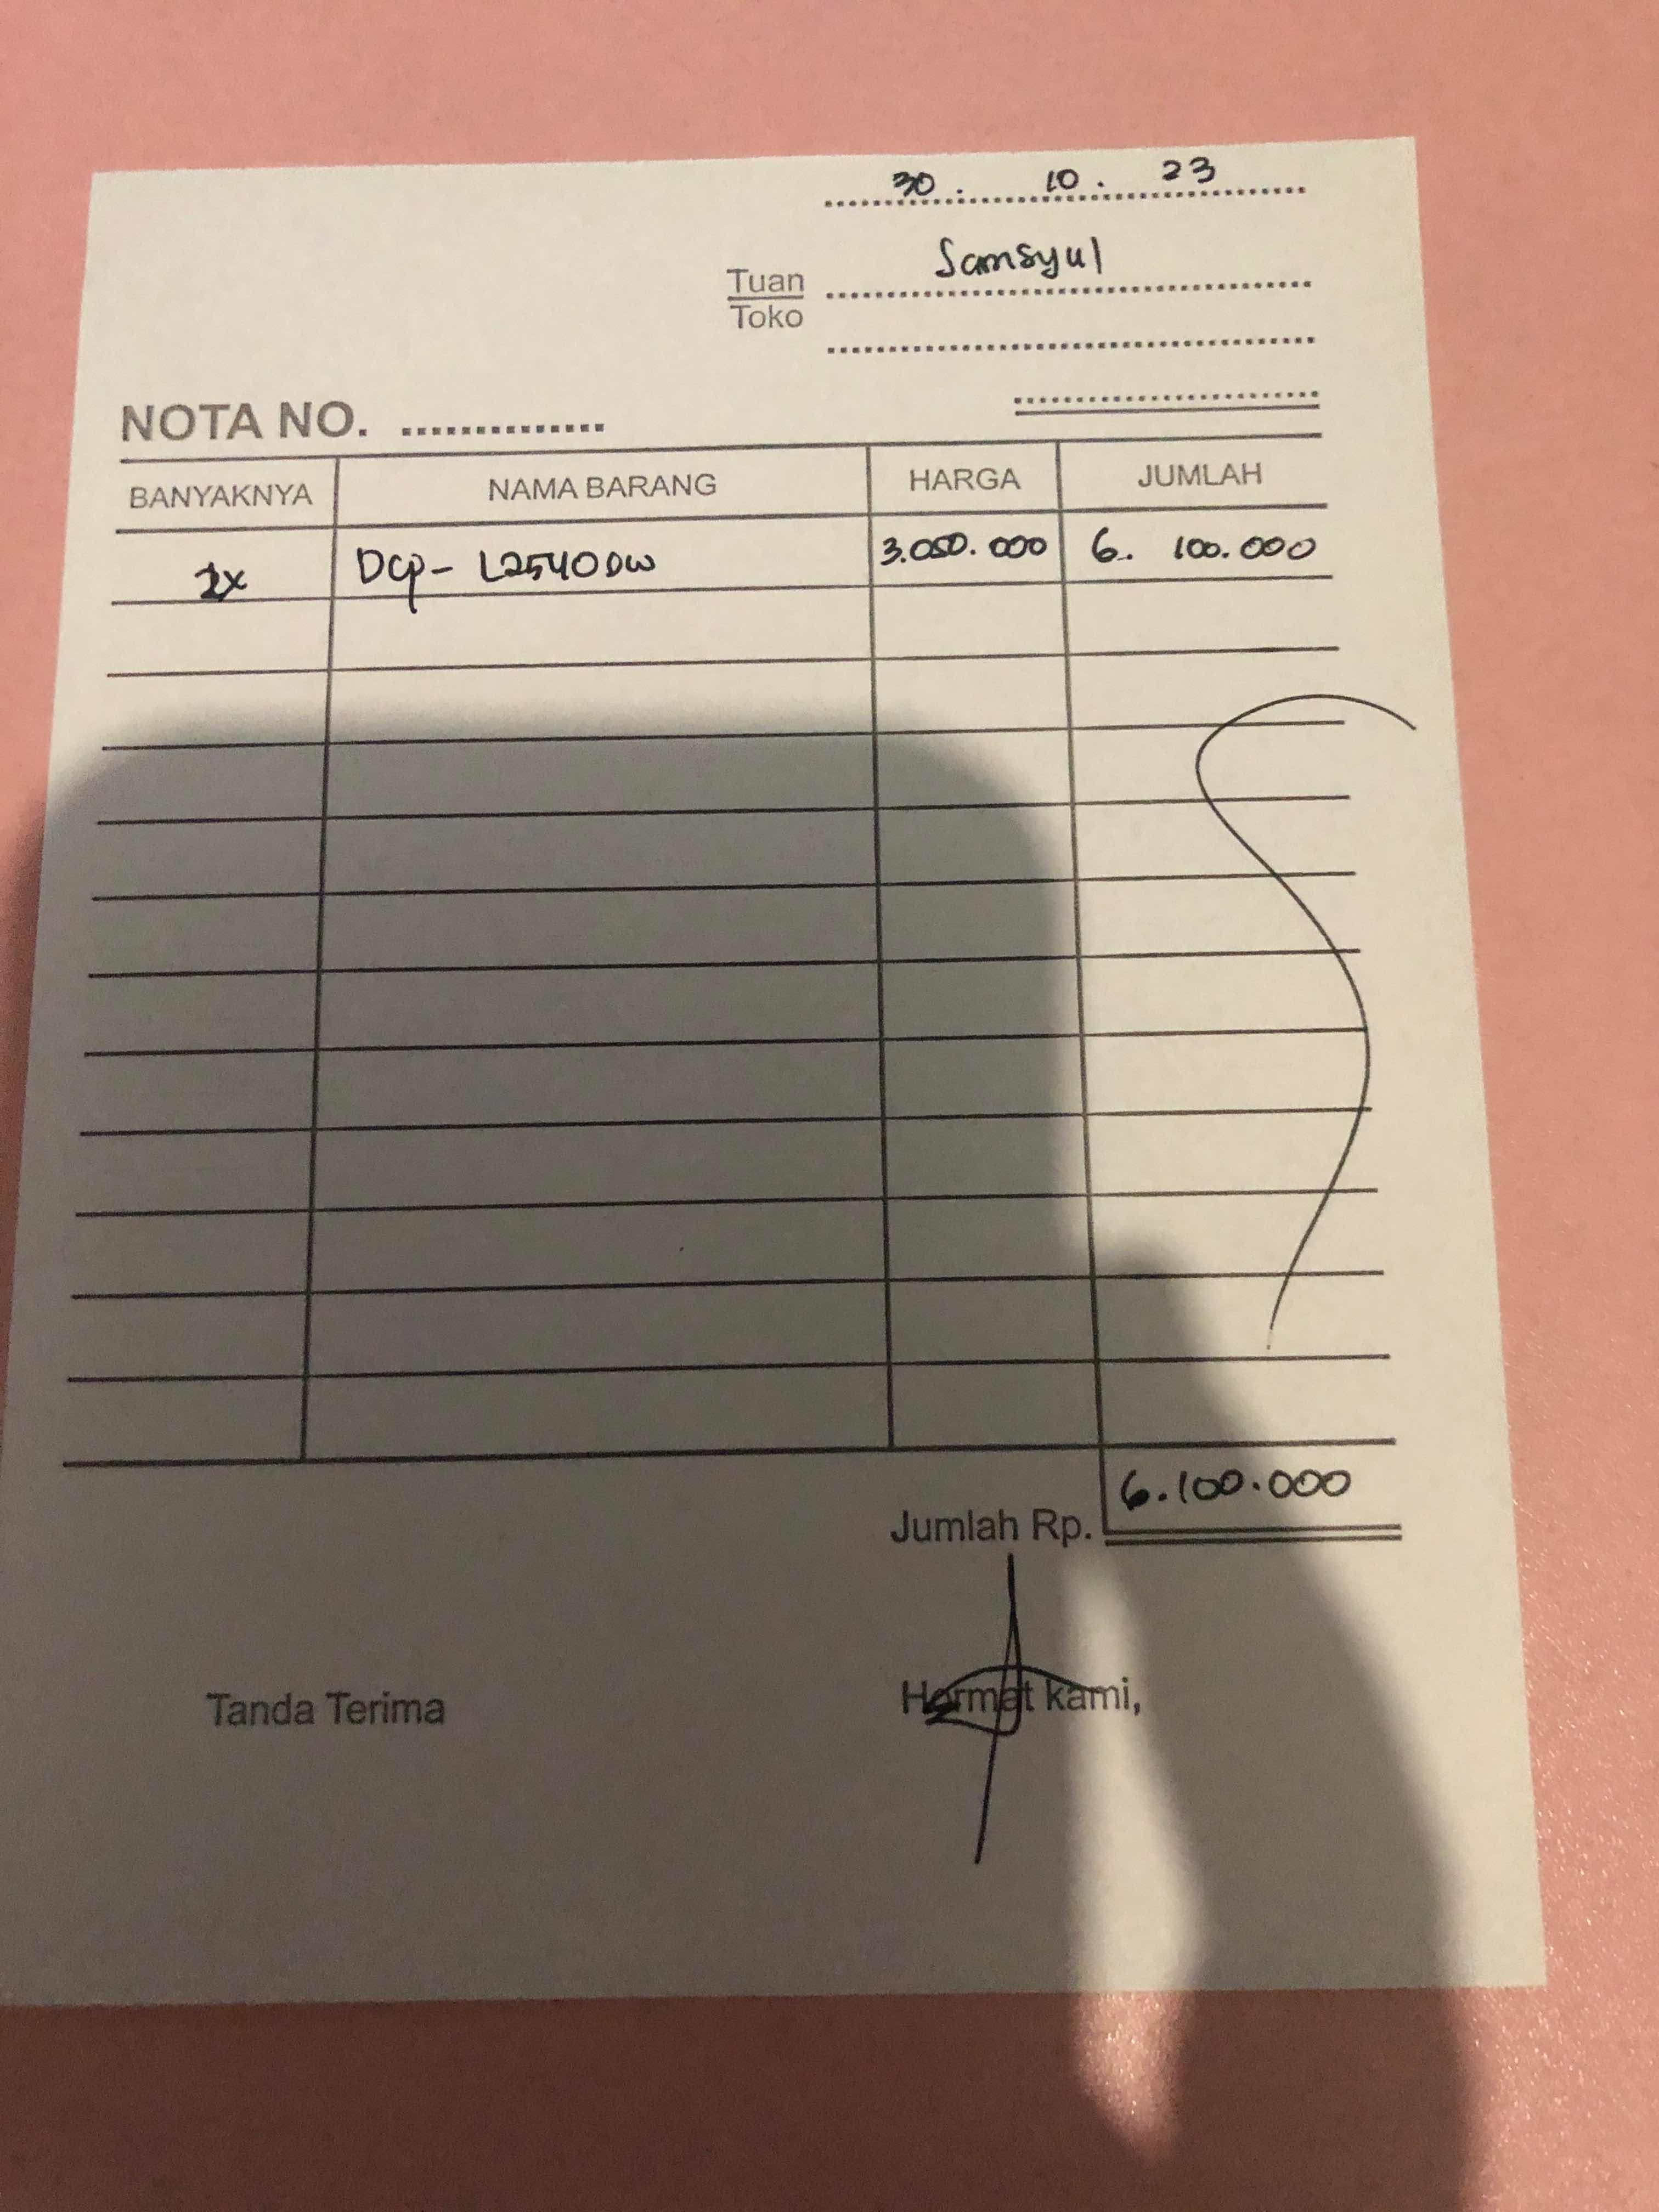 30. 10. 23
Tuan Samsyul
Toko
NOTA NO. ..............
BANYAKNYA NAMA BARANG HARGA JUMLAH
2x DCP- L2540DW 3.050.000 6. 100.000
Jumlah Rp. 6.100.000
Tanda Terima Hormat kami,